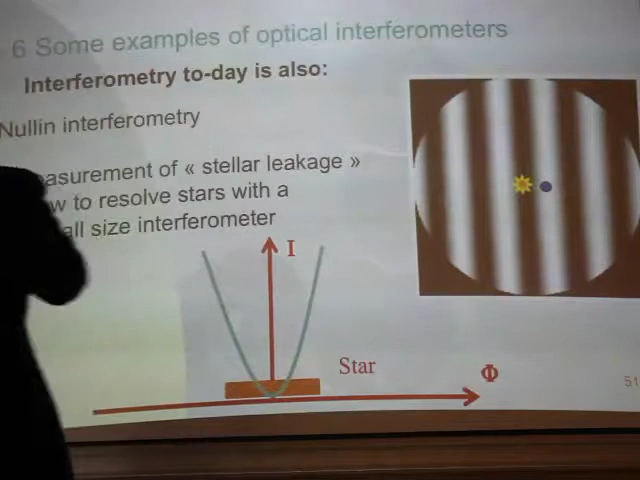 6 Some examples of optical interferometers
Interferometry to-day is also:
Nullin interferometry
asurement of « stellar leakage »
w to resolve stars with a
all size interferometer
I
Star
Φ
51